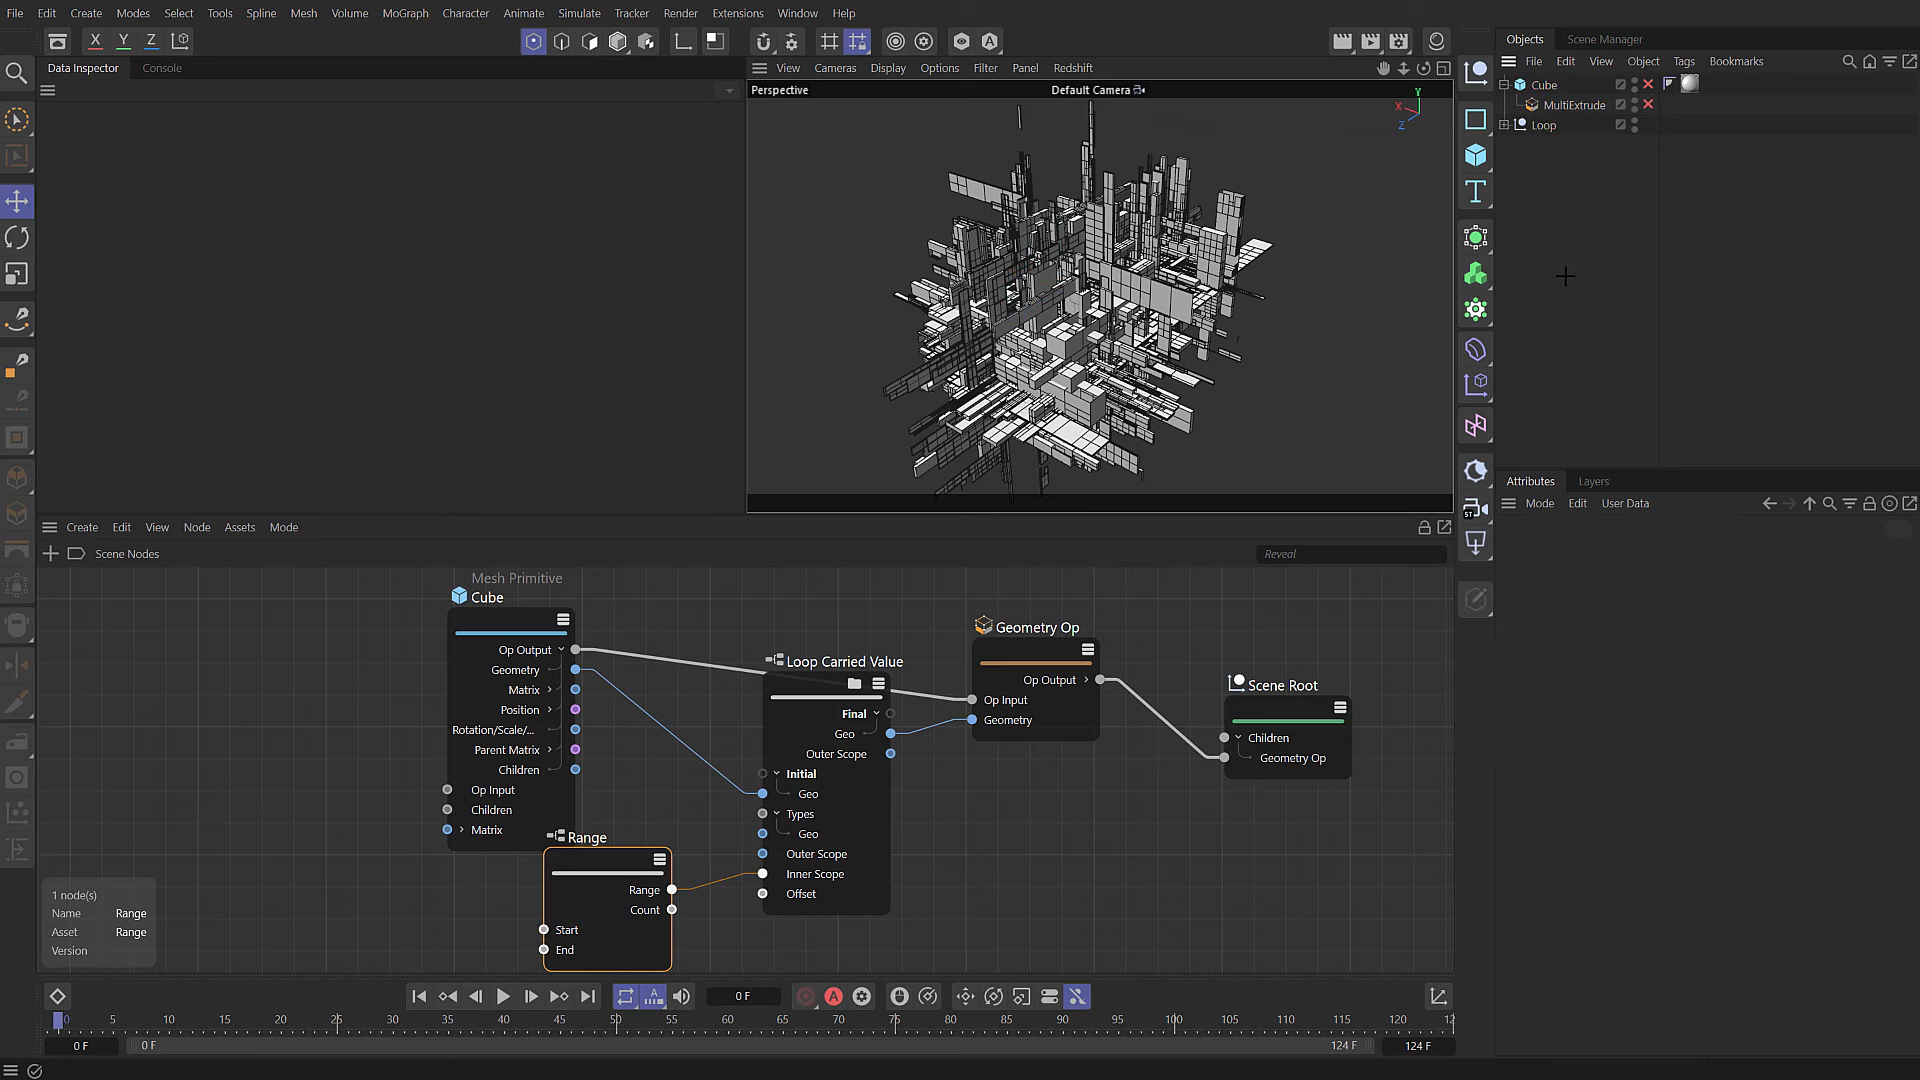 File Edit Create Modes Select Tools Spline Mesh Volume MoGraph Character Animate Simulate Tracker Render Extensions Window Help
X Y Z
Data Inspector Console
View Cameras Display Options Filter Panel Redshift
Perspective
Default Camera
Y
X
Z
Objects Scene Manager
File Edit View Object Tags Bookmarks
Cube
MultiExtrude
Loop
Attributes Layers
Mode Edit User Data
Create Edit View Node Assets Mode
Scene Nodes
Reveal
Mesh Primitive
Cube
Op Output
Geometry
Matrix
Position
Rotation/Scale/...
Parent Matrix
Children
Op Input
Children
Matrix
Range
Range
Count
Start
End
Loop Carried Value
Final
Geo
Outer Scope
Initial
Geo
Types
Geo
Outer Scope
Inner Scope
Offset
Geometry Op
Op Output
Op Input
Geometry
Scene Root
Children
Geometry Op
1 node(s)
Name Range
Asset Range
Version
0 F
0 5 10 15 20 25 30 35 40 45 50 55 60 65 70 75 80 85 90 95 100 105 110 115 120 12
0 F 0 F 124 F 124 F